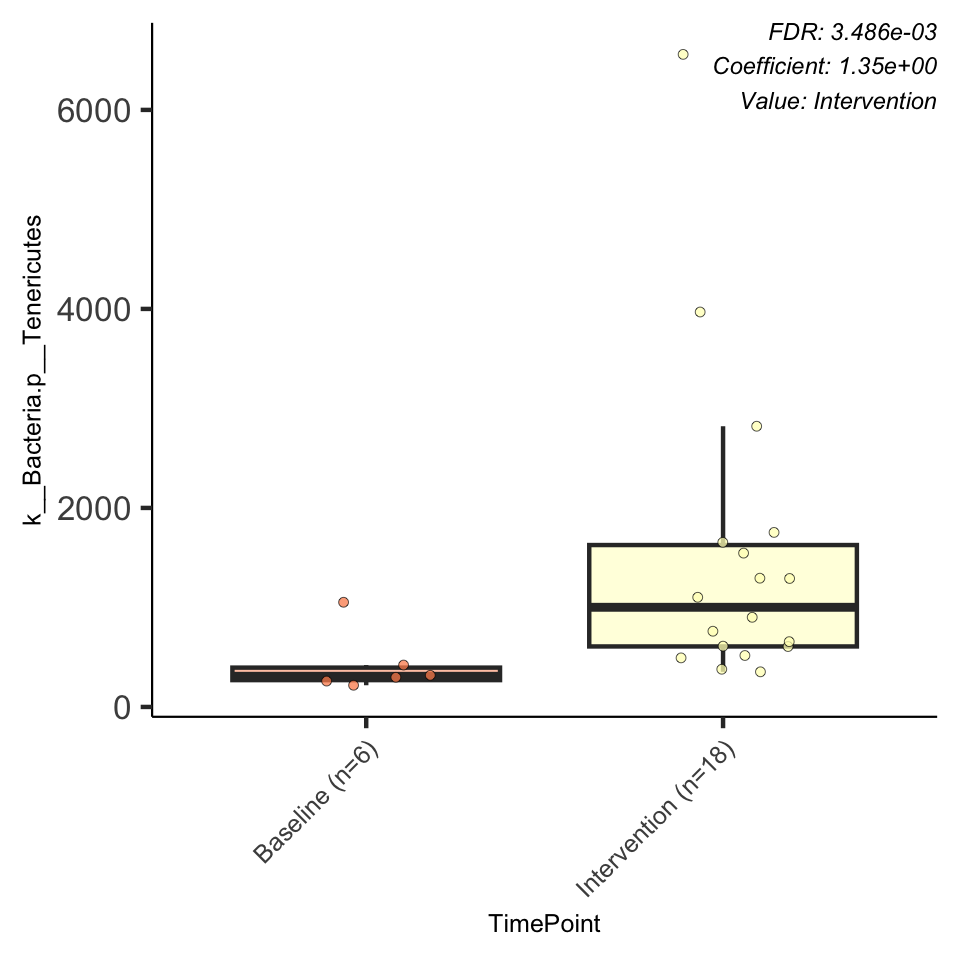 FDR: 3.486e-03
Coefficient: 1.35e+00
Value: Intervention
k__Bacteria.p__Tenericutes
6000
4000
2000
0
Baseline (n=6)
Intervention (n=18)
TimePoint